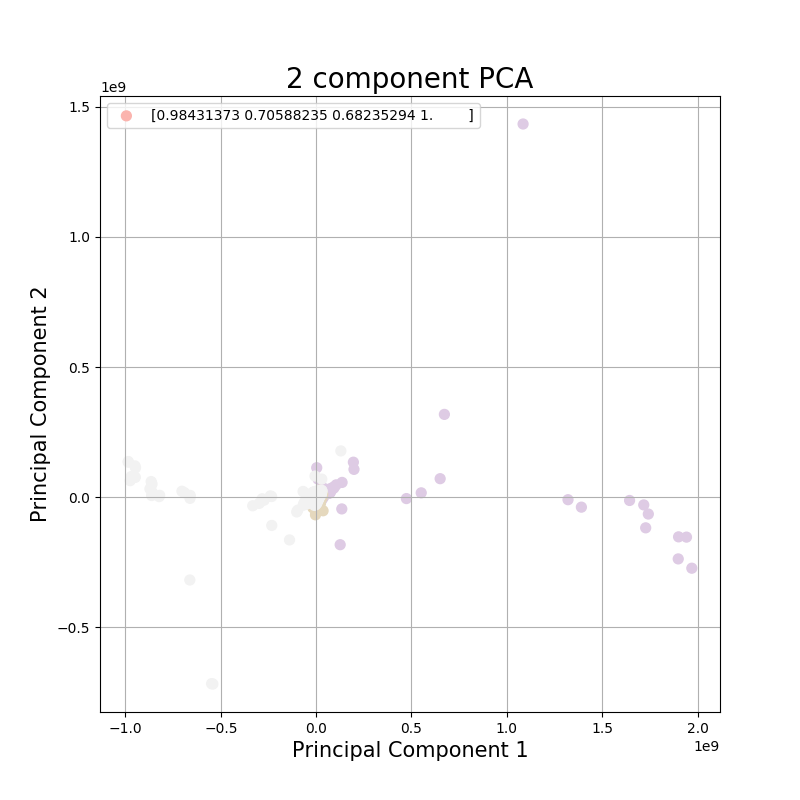 2 component PCA
1e9
[0.98431373 0.70588235 0.68235294 1.        ]
1.5
1.0
0.5
0.0
−0.5
Principal Component 2
−1.0 −0.5 0.0 0.5 1.0 1.5 2.0
1e9
Principal Component 1